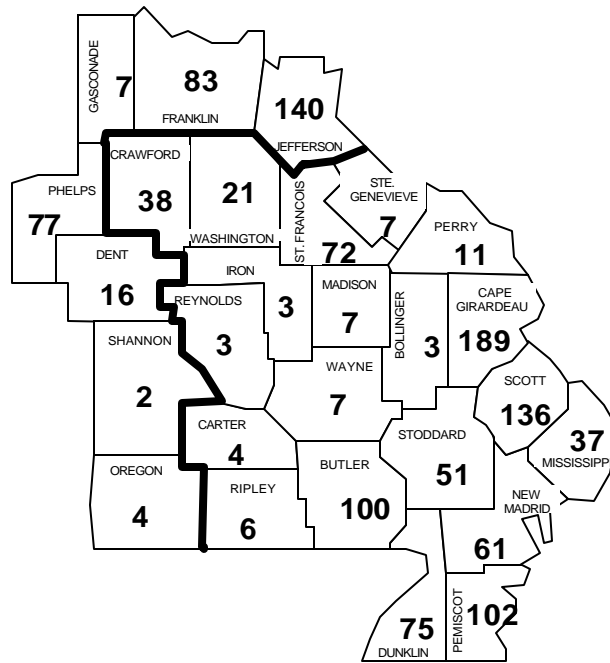 GASCONADE
7
83
FRANKLIN
140
JEFFERSON
CRAWFORD
38
21
WASHINGTON
ST. FRANCOIS
72
STE.
GENEVIEVE
7
PERRY
11
PHELPS
77
DENT
16
IRON
3
REYNOLDS
3
MADISON
7
BOLLINGER
3
CAPE
GIRARDEAU
189
SHANNON
2
WAYNE
7
SCOTT
136
37
MISSISSIPPI
CARTER
4
STODDARD
51
OREGON
4
RIPLEY
6
BUTLER
100
NEW
MADRID
61
75
DUNKLIN
PEMISCOT
102